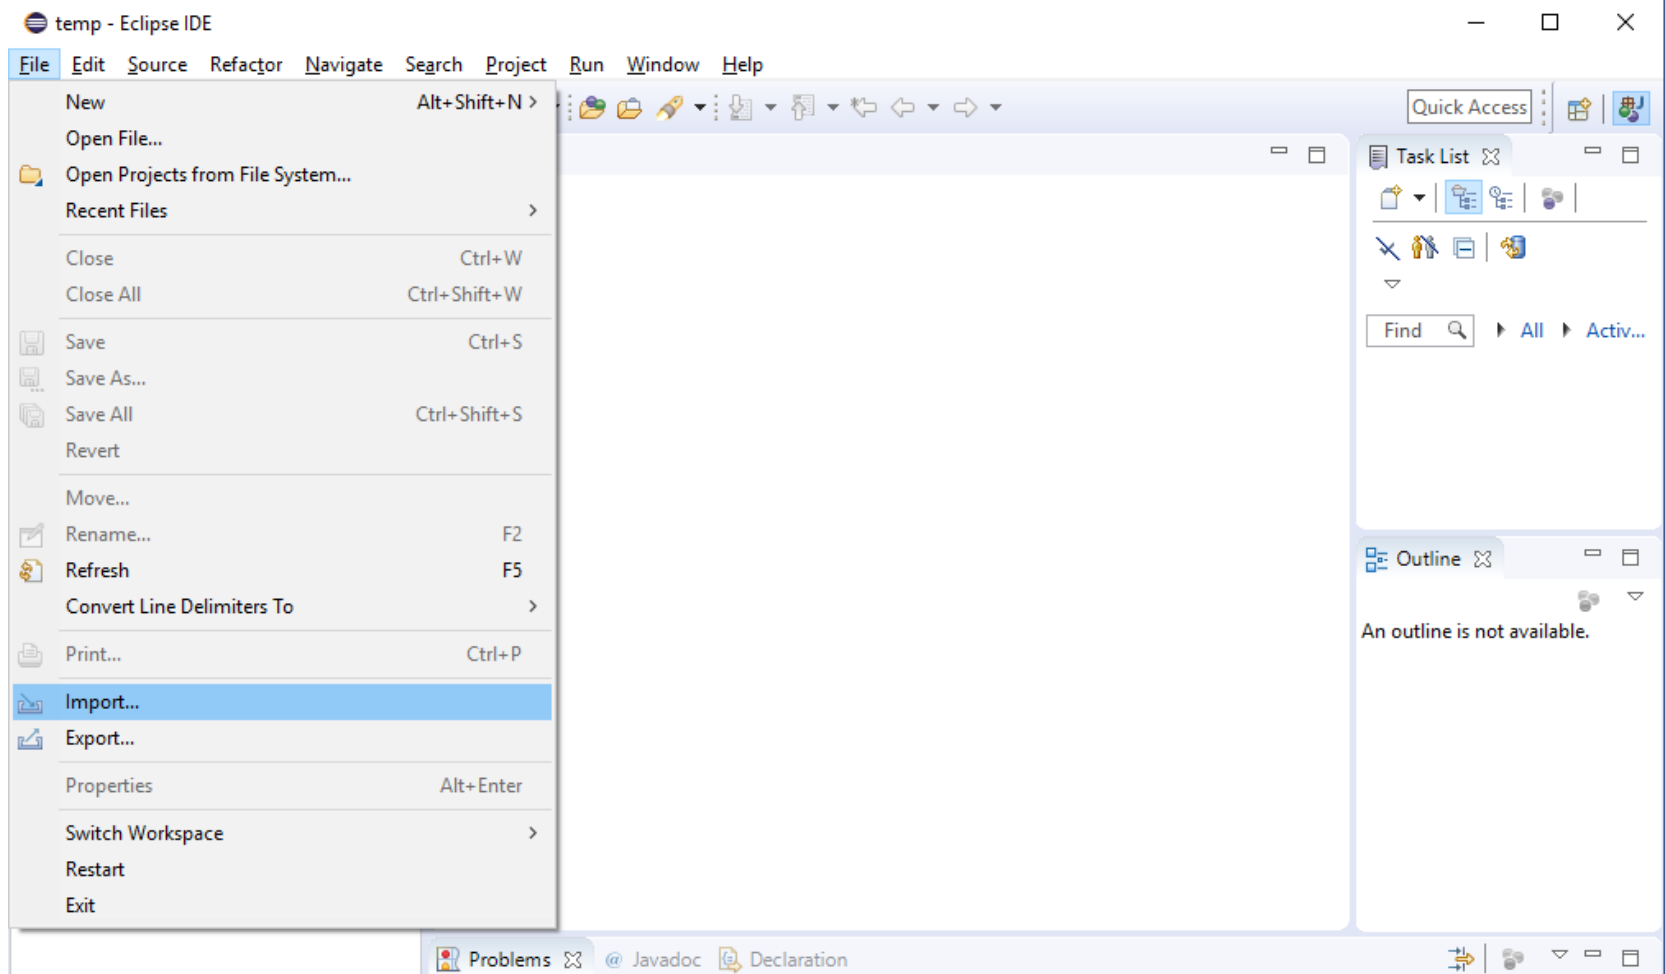 temp - Eclipse IDE
File Edit Source Refactor Navigate Search Project Run Window Help
New Alt+Shift+N
Open File...
Open Projects from File System...
Recent Files
Close Ctrl+W
Close All Ctrl+Shift+W
Save Ctrl+S
Save As...
Save All Ctrl+Shift+S
Revert
Move...
Rename... F2
Refresh F5
Convert Line Delimiters To
Print... Ctrl+P
Import...
Export...
Properties Alt+Enter
Switch Workspace
Restart
Exit
Quick Access
Task List
Find All Activ...
Outline
An outline is not available.
Problems @ Javadoc Declaration